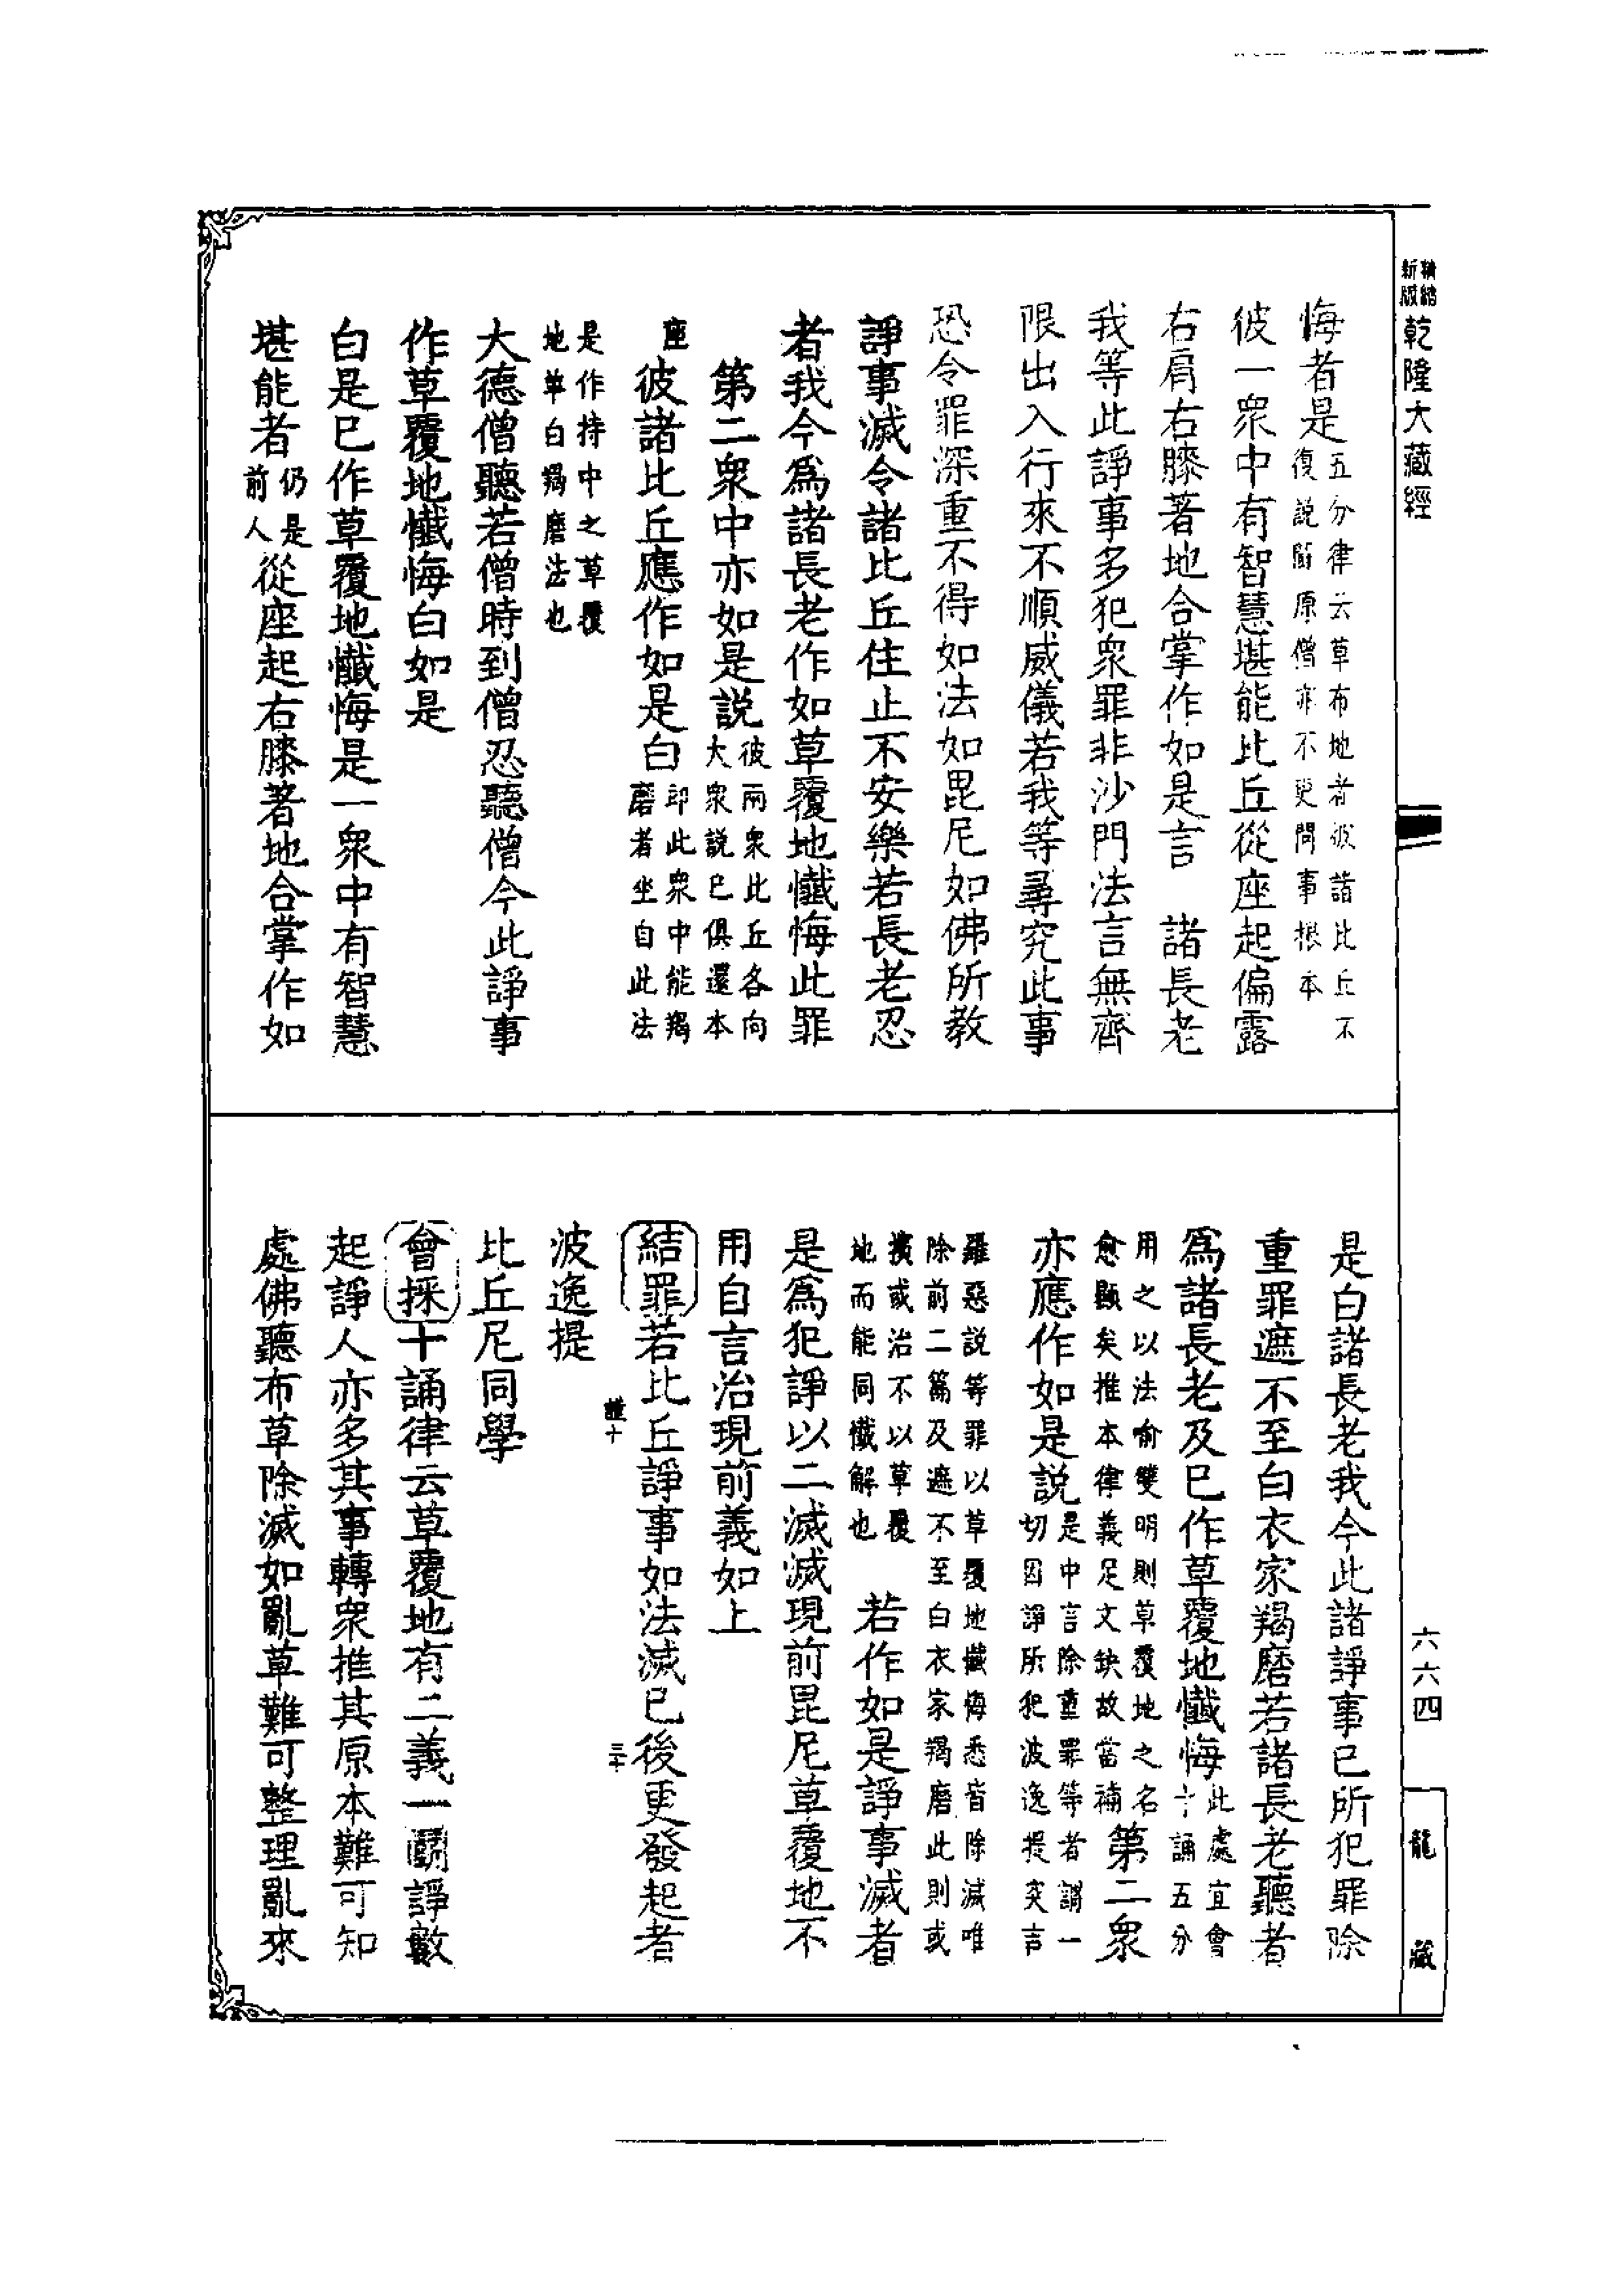 精縮
新版
乾隆大藏經
悔者是五分律云草布地者彼諸比丘不
復説鬪原僧亦不更問事根本
彼一衆中有智慧堪能比丘從座起偏露
右肩右膝著地合掌作如是言　諸長老
我等此諍事多犯衆罪非沙門法言無齊
限出入行來不順威儀若我等尋究此事
恐令罪深重不得如法如毘尼如佛所教
諍事滅令諸比丘住止不安樂若長老忍
者我今爲諸長老作如草覆地懺悔此罪
第二衆中亦如是説彼兩衆比丘各向
大衆説已俱還本
座彼諸比丘應作如是白即此衆中能羯
磨者坐自此法
是作持中之草覆
地草白羯磨法也
大德僧聽若僧時到僧忍聽僧今此諍事
作草覆地懺悔白如是
白是已作草覆地懺悔是一衆中有智慧
堪能者仍是
前人從座起右膝著地合掌作如
是白諸長老我今此諸諍事已所犯罪除
重罪遮不至白衣家羯磨若諸長老聽者
爲諸長老及已作草覆地懺悔此處宜會
十誦五分
用之以法喻雙明則草覆地之名
愈顯矣推本律義足文缺故當補第二衆
亦應作如是説是中言除重罪等者謂一
切因諍所犯波逸提突吉
羅惡説等罪以草覆地懺悔悉皆除滅唯
除前二篇及遮不至白衣家羯磨此則或
擯或治不以草覆
地而能同懺解也　若作如是諍事滅者
是爲犯諍以二滅滅現前毘尼草覆地不
用自言治現前義如上
結罪若比丘諍事如法滅已後更發起者
波逸提
比丘尼同學
會採十誦律云草覆地有二義一鬪諍數
起諍人亦多其事轉衆推其原本難可知
處佛聽布草除滅如亂草難可整理亂來
六六四
龍藏